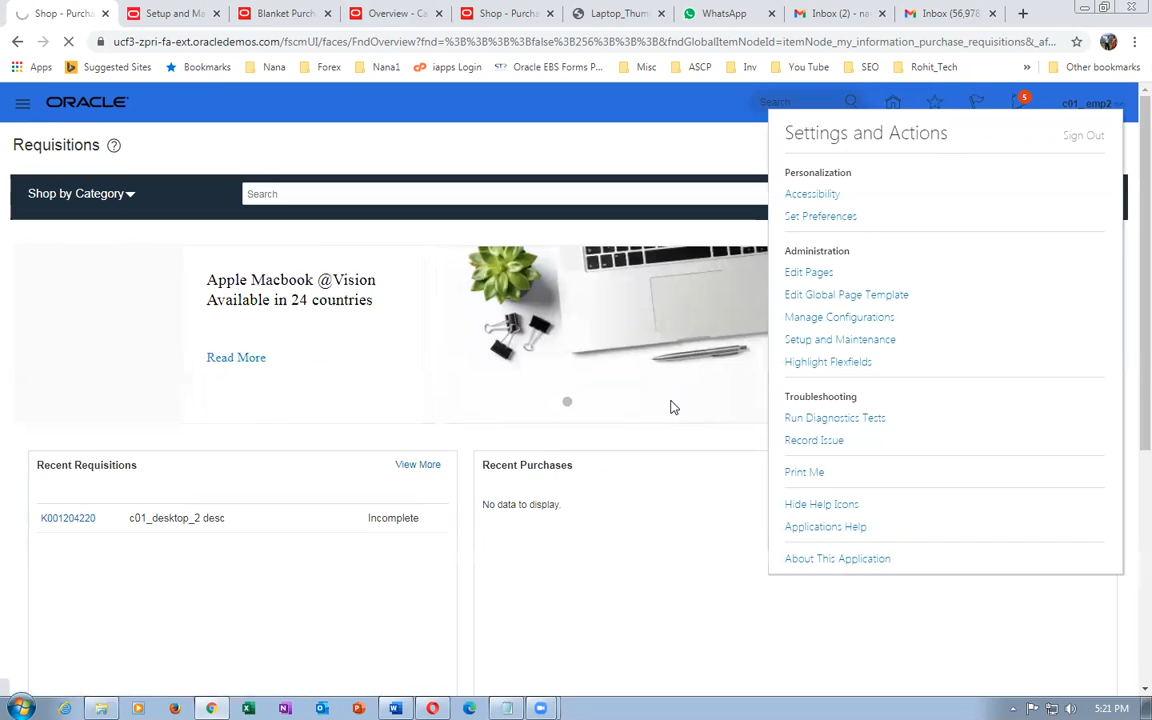 Shop - Purcha
Setup and Ma
Blanket Purch
Overview - Ca
Shop - Purcha
Laptop_Thum
WhatsApp
Inbox (2) - na
Inbox (56,978
ucf3-zpri-fa-ext.oracledemos.com/fscmUI/faces/FndOverview?fnd=%3B%3B%3B%3Bfalse%3B256%3B%3B%3B&fndGlobalItemNodeId=itemNode_my_information_purchase_requisitions&_af...
Apps
Suggested Sites
Bookmarks
Nana
Forex
Nana1
iapps Login
Oracle EBS Forms P...
Misc
ASCP
Inv
You Tube
SEO
Rohit_Tech
»
Other bookmarks
ORACLE
Search
5
c01_emp2
Requisitions
Shop by Category
Search
Apple Macbook @Vision
Available in 24 countries
Read More
Recent Requisitions
View More
K001204220 c01_desktop_2 desc Incomplete
Recent Purchases
No data to display.
Settings and Actions
Sign Out
Personalization
Accessibility
Set Preferences
Administration
Edit Pages
Edit Global Page Template
Manage Configurations
Setup and Maintenance
Highlight Flexfields
Troubleshooting
Run Diagnostics Tests
Record Issue
Print Me
Hide Help Icons
Applications Help
About This Application
5:21 PM